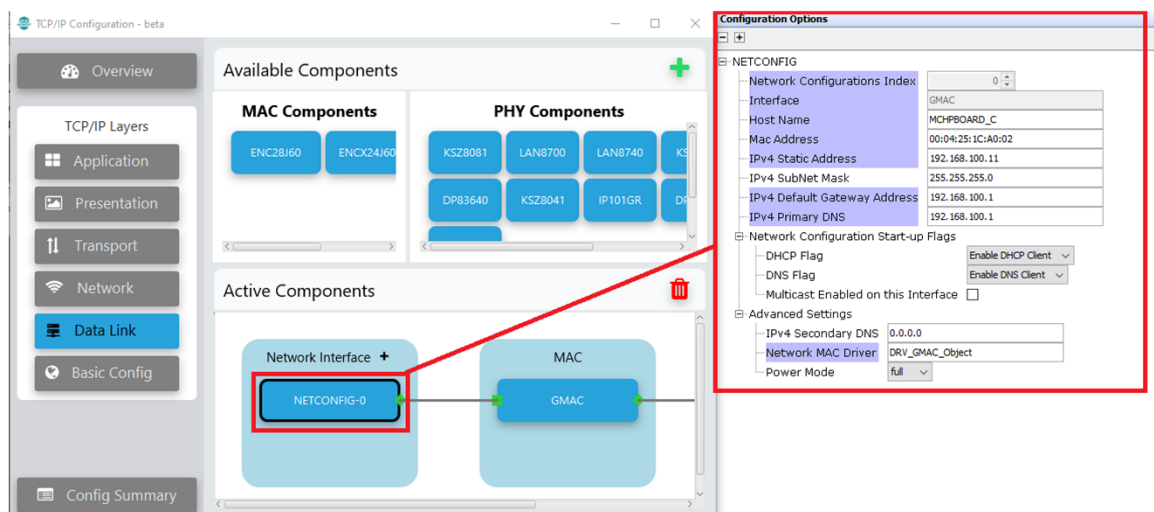 TCP/IP Configuration - beta
Overview
TCP/IP Layers
Application
Presentation
Transport
Network
Data Link
Basic Config
Config Summary
Available Components
MAC Components
PHY Components
ENC28J60
ENCX24J60
KSZ8081
LAN8700
LAN8740
KS
DP83640
KSZ8041
IP101GR
DP
Active Components
Network Interface +
MAC
NETCONFIG-0
GMAC
Configuration Options
NETCONFIG
Network Configurations Index 0
Interface GMAC
Host Name MCHPBOARD_C
Mac Address 00:04:25:1C:A0:02
IPv4 Static Address 192.168.100.11
IPv4 SubNet Mask 255.255.255.0
IPv4 Default Gateway Address 192.168.100.1
IPv4 Primary DNS 192.168.100.1
Network Configuration Start-up Flags
DHCP Flag Enable DHCP Client
DNS Flag Enable DNS Client
Multicast Enabled on this Interface
Advanced Settings
IPv4 Secondary DNS 0.0.0.0
Network MAC Driver DRV_GMAC_Object
Power Mode full